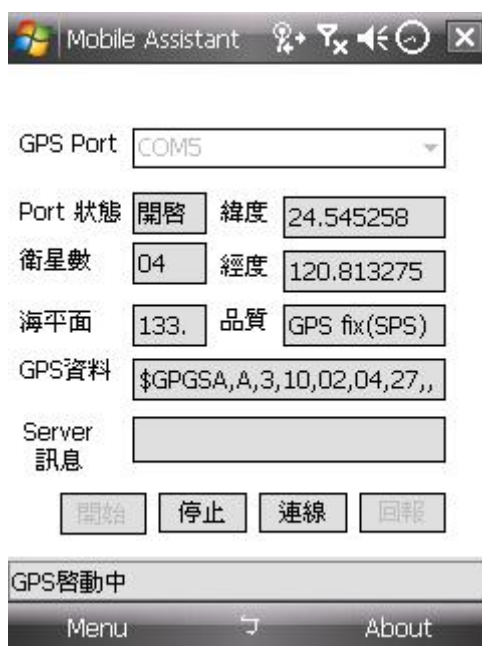 Mobile Assistant
GPS Port COM5
Port 狀態 開啓 緯度 24.545258
衛星數 04 經度 120.813275
海平面 133. 品質 GPS fix(SPS)
GPS資料 $GPGSA,A,3,10,02,04,27,,
Server
訊息
開始 停止 連線 回報
GPS啓動中
Menu About